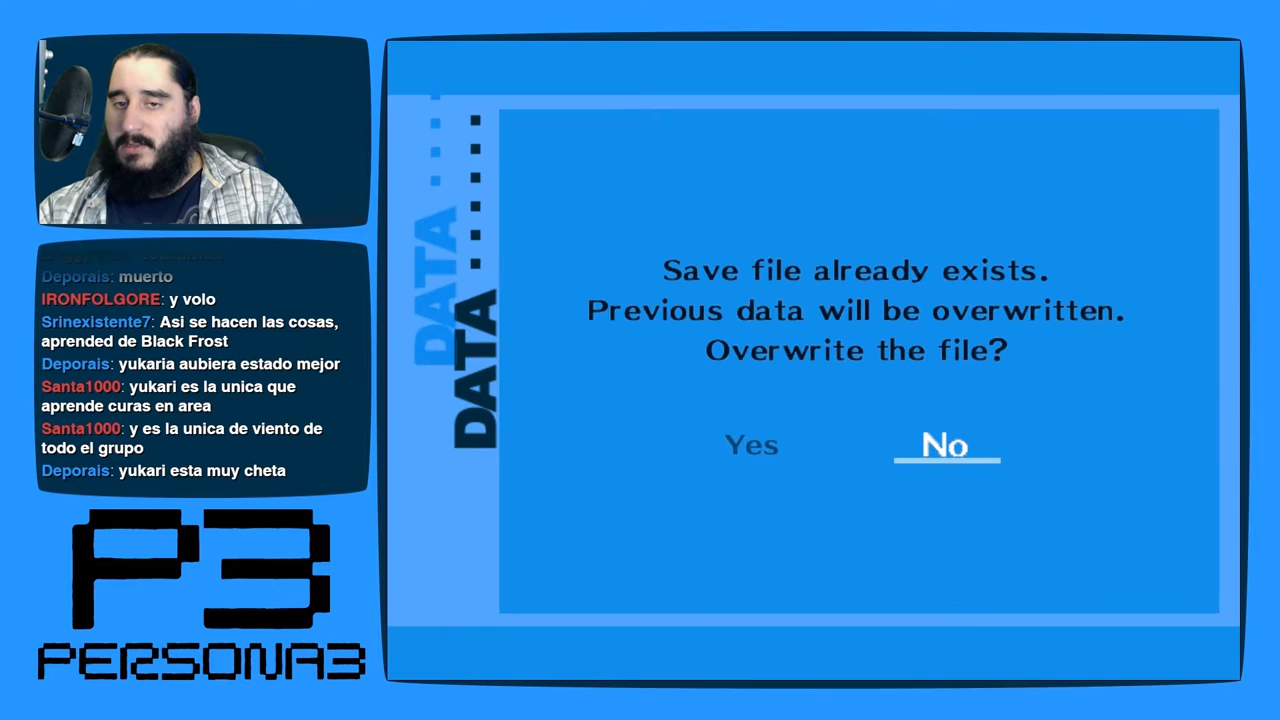 Deporais: muerto
IRONFOLGORE: y volo
Srinexistente7: Asi se hacen las cosas,
aprended de Black Frost
Deporais: yukaria aubiera estado mejor
Santa1000: yukari es la unica que
aprende curas en area
Santa1000: y es la unica de viento de
todo el grupo
Deporais: yukari esta muy cheta
P3
PERSONA3
DATA
DATA
Save file already exists.
Previous data will be overwritten.
Overwrite the file?
Yes No